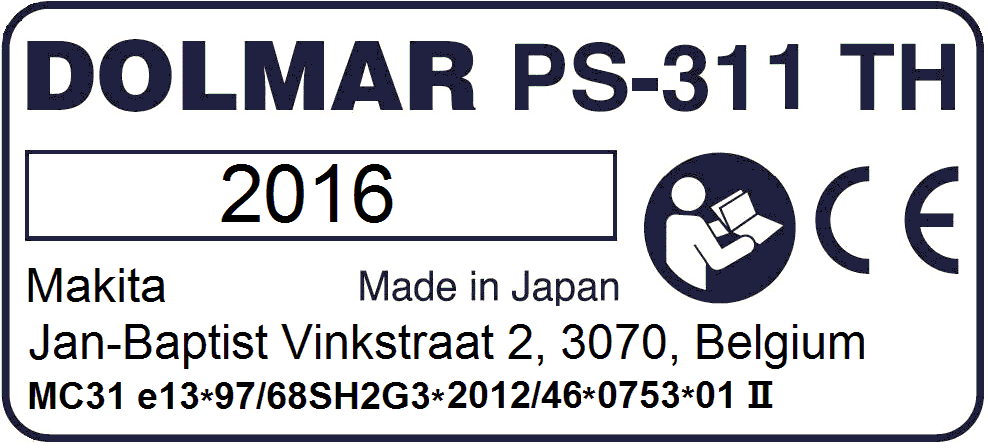 DOLMAR PS-311 TH
2016
CE
Makita
Made in Japan
Jan-Baptist Vinkstraat 2, 3070, Belgium
MC31 e13*97/68SH2G3*2012/46*0753*01 II